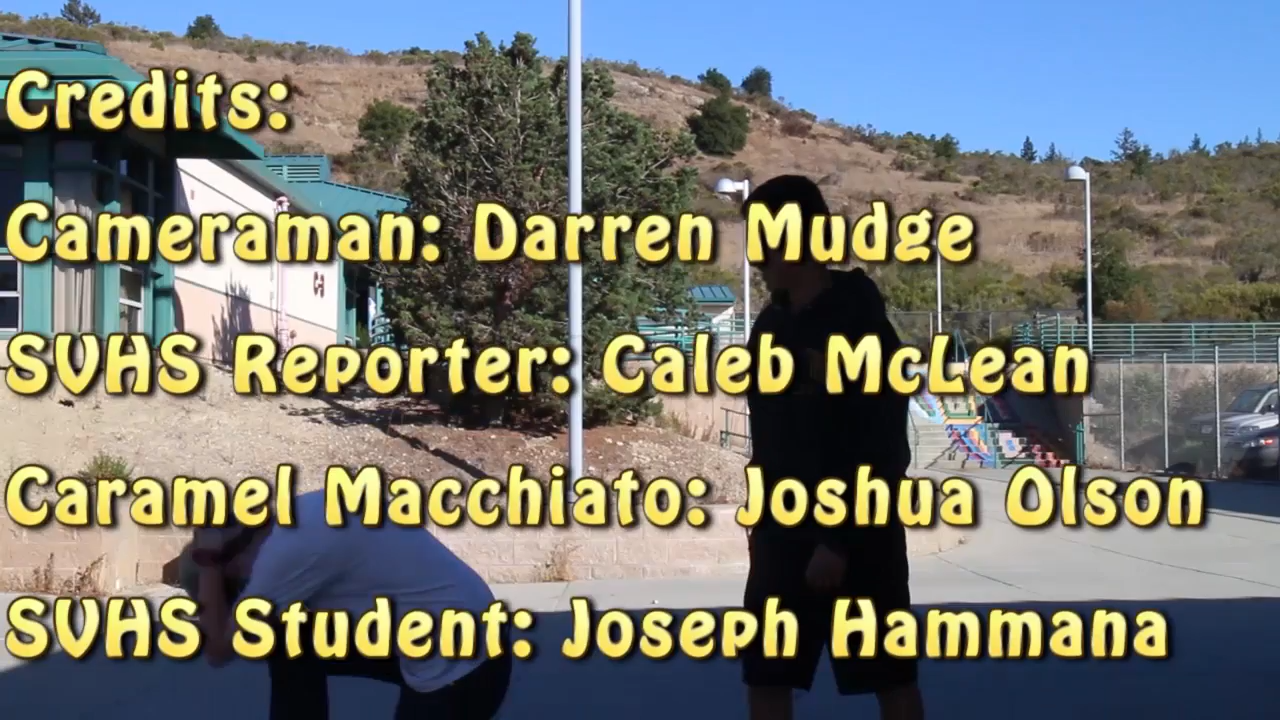 Credits:
Cameraman: Darren Mudge
SVHS Reporter: Caleb McLean
Caramel Macchiato: Joshua Olson
SVHS Student: Joseph Hammana